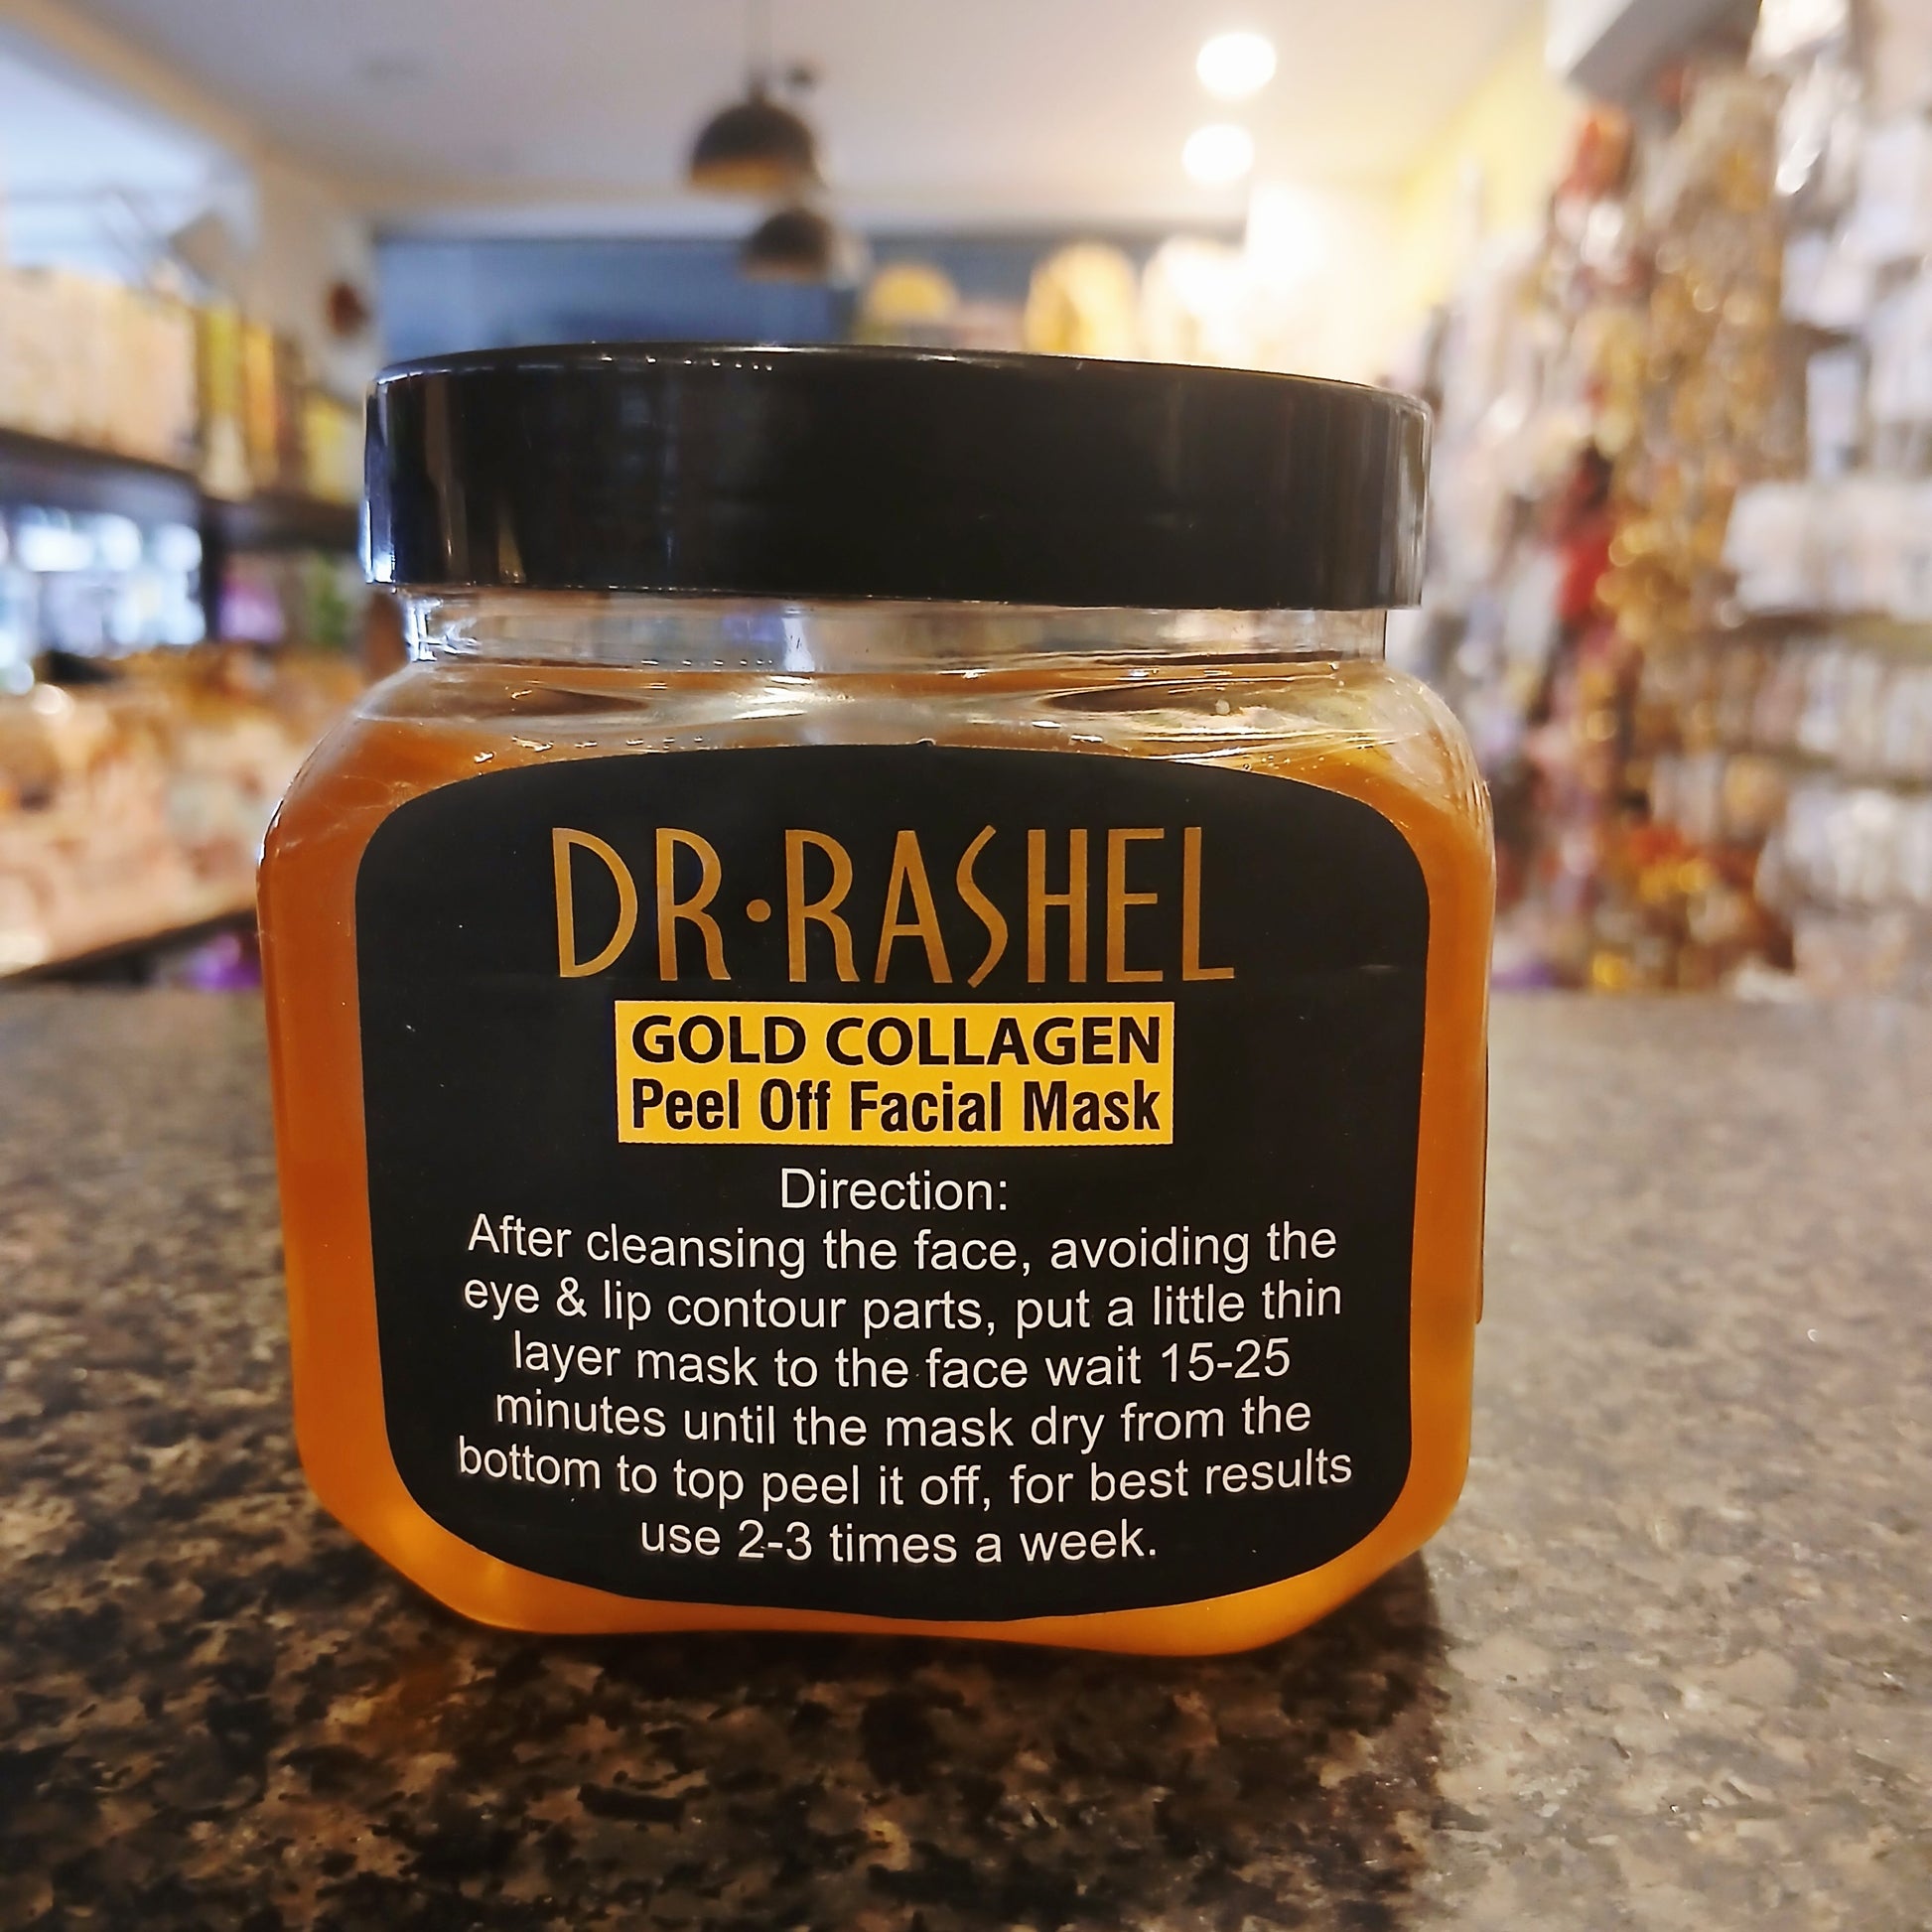 DR·RASHEL
GOLD COLLAGEN
Peel Off Facial Mask
Direction:
After cleansing the face, avoiding the
eye & lip contour parts, put a little thin
layer mask to the face wait 15-25
minutes until the mask dry from the
bottom to top peel it off, for best results
use 2-3 times a week.